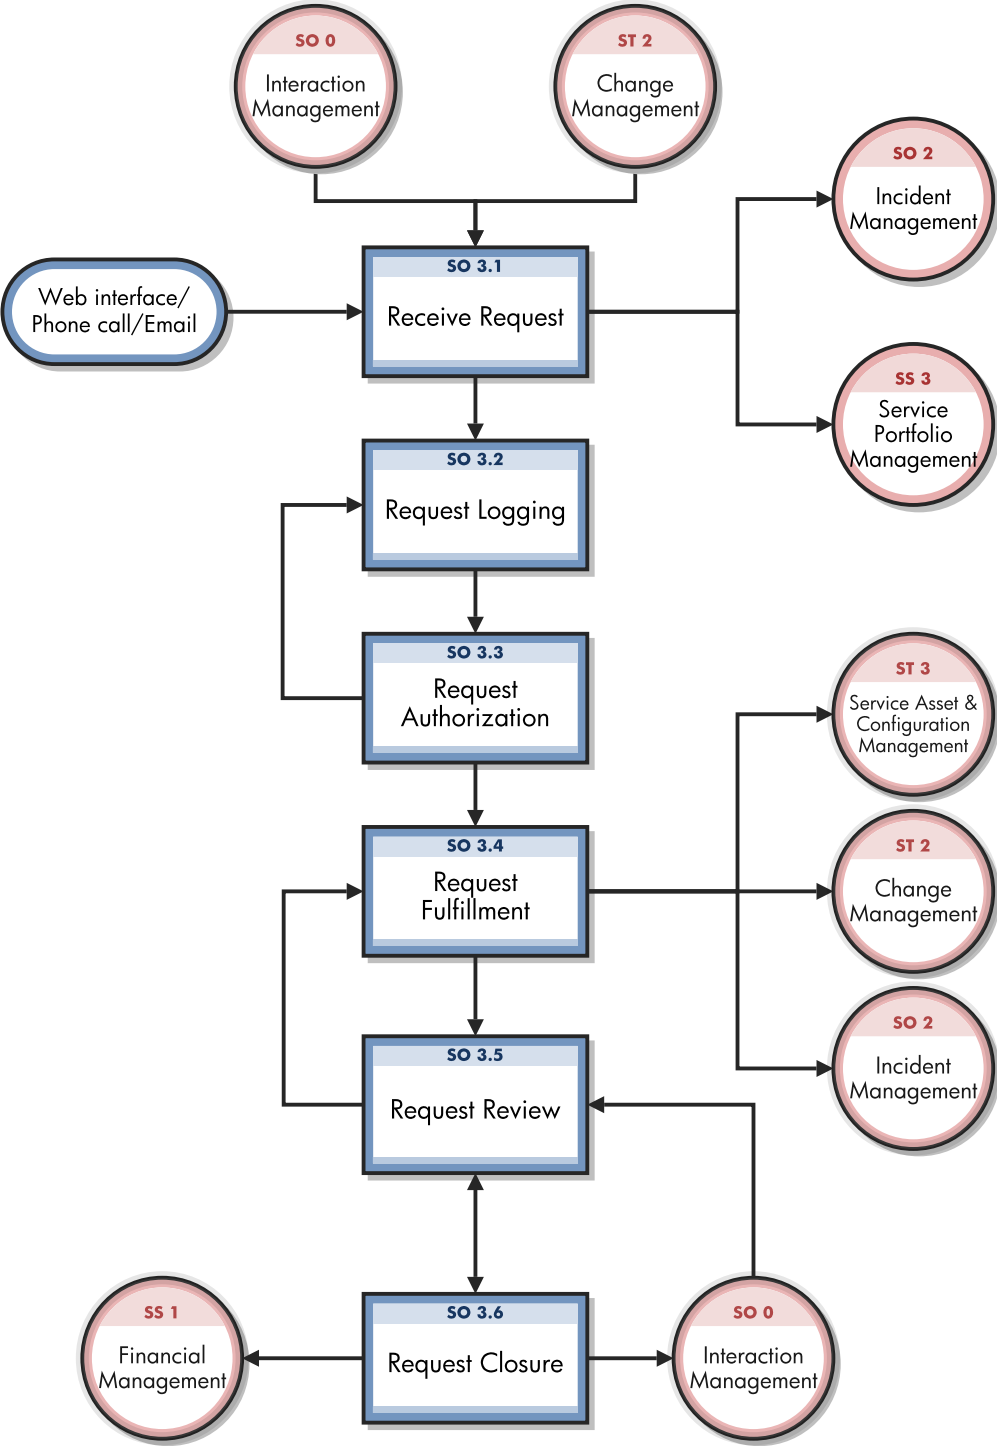 SO 0
Interaction
Management
ST 2
Change
Management
SO 2
Incident
Management
SO 3.1
Receive Request
Web interface/
Phone call/Email
SS 3
Service
Portfolio
Management
SO 3.2
Request Logging
SO 3.3
Request
Authorization
ST 3
Service Asset &
Configuration
Management
SO 3.4
Request
Fulfillment
ST 2
Change
Management
SO 2
Incident
Management
SO 3.5
Request Review
SS 1
Financial
Management
SO 3.6
Request Closure
SO 0
Interaction
Management